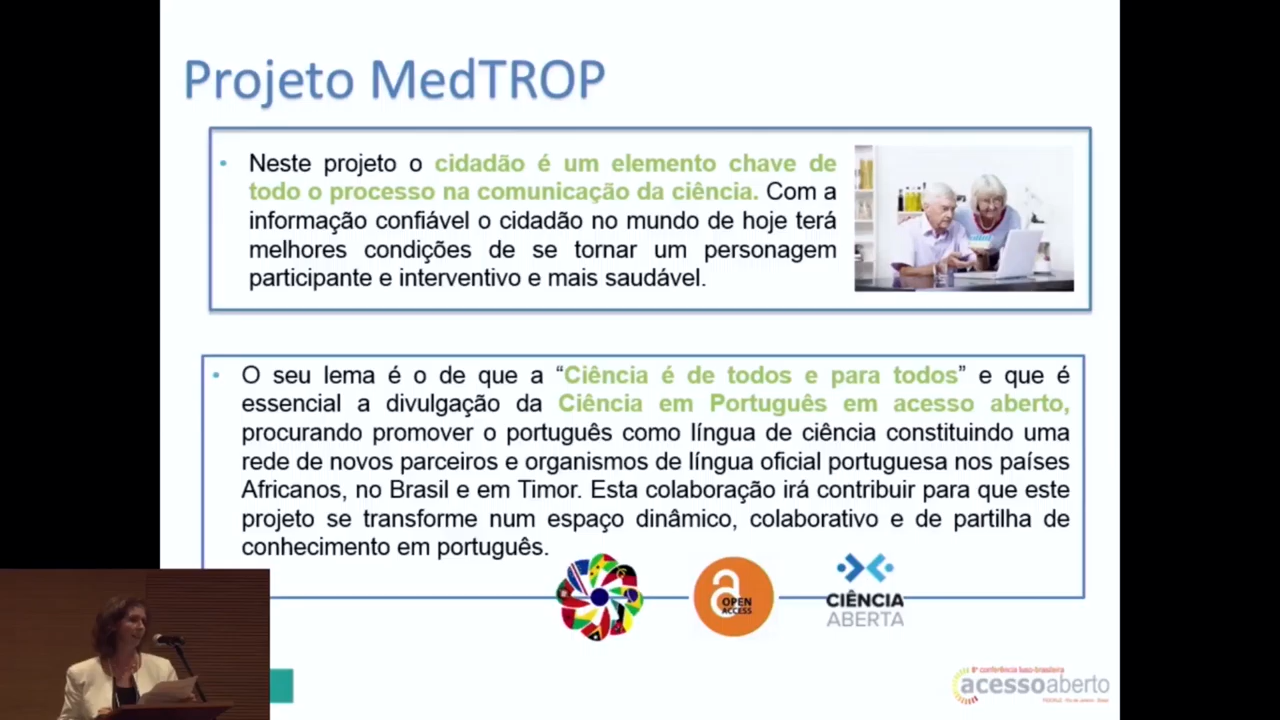 Projeto MedTROP
• Neste projeto o cidadão é um elemento chave de
todo o processo na comunicação da ciência. Com a
informação confiável o cidadão no mundo de hoje terá
melhores condições de se tornar um personagem
participante e interventivo e mais saudável.
• O seu lema é o de que a “Ciência é de todos e para todos” e que é
essencial a divulgação da Ciência em Português em acesso aberto,
procurando promover o português como língua de ciência constituindo uma
rede de novos parceiros e organismos de língua oficial portuguesa nos países
Africanos, no Brasil e em Timor. Esta colaboração irá contribuir para que este
projeto se transforme num espaço dinâmico, colaborativo e de partilha de
conhecimento em português.
OPEN
ACCESS
CIÊNCIA
ABERTA
8ª conferência luso-brasileira
acessoaberto